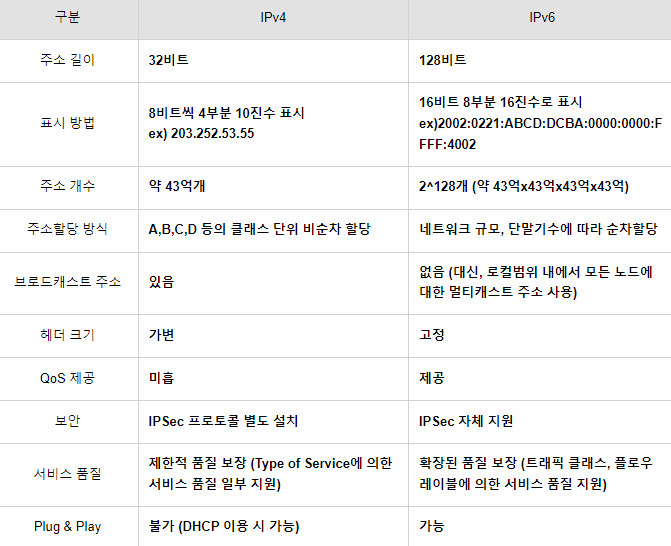 구분 IPv4 IPv6
주소 길이 32비트 128비트
표시 방법 8비트씩 4부분 10진수 표시
ex) 203.252.53.55
16비트 8부분 16진수로 표시
ex)2002:0221:ABCD:DCBA:0000:0000:F
FFF:4002
주소 개수 약 43억개 2^128개 (약 43억x43억x43억x43억)
주소할당 방식 A,B,C,D 등의 클래스 단위 비순차 할당 네트워크 규모, 단말기수에 따라 순차할당
브로드캐스트 주소 있음 없음 (대신, 로컬범위 내에서 모든 노드에
대한 멀티캐스트 주소 사용)
헤더 크기 가변 고정
QoS 제공 미흡 제공
보안 IPSec 프로토콜 별도 설치 IPSec 자체 지원
서비스 품질 제한적 품질 보장 (Type of Service에 의한
서비스 품질 일부 지원)
확장된 품질 보장 (트래픽 클래스, 플로우
레이블에 의한 서비스 품질 지원)
Plug & Play 불가 (DHCP 이용 시 가능) 가능